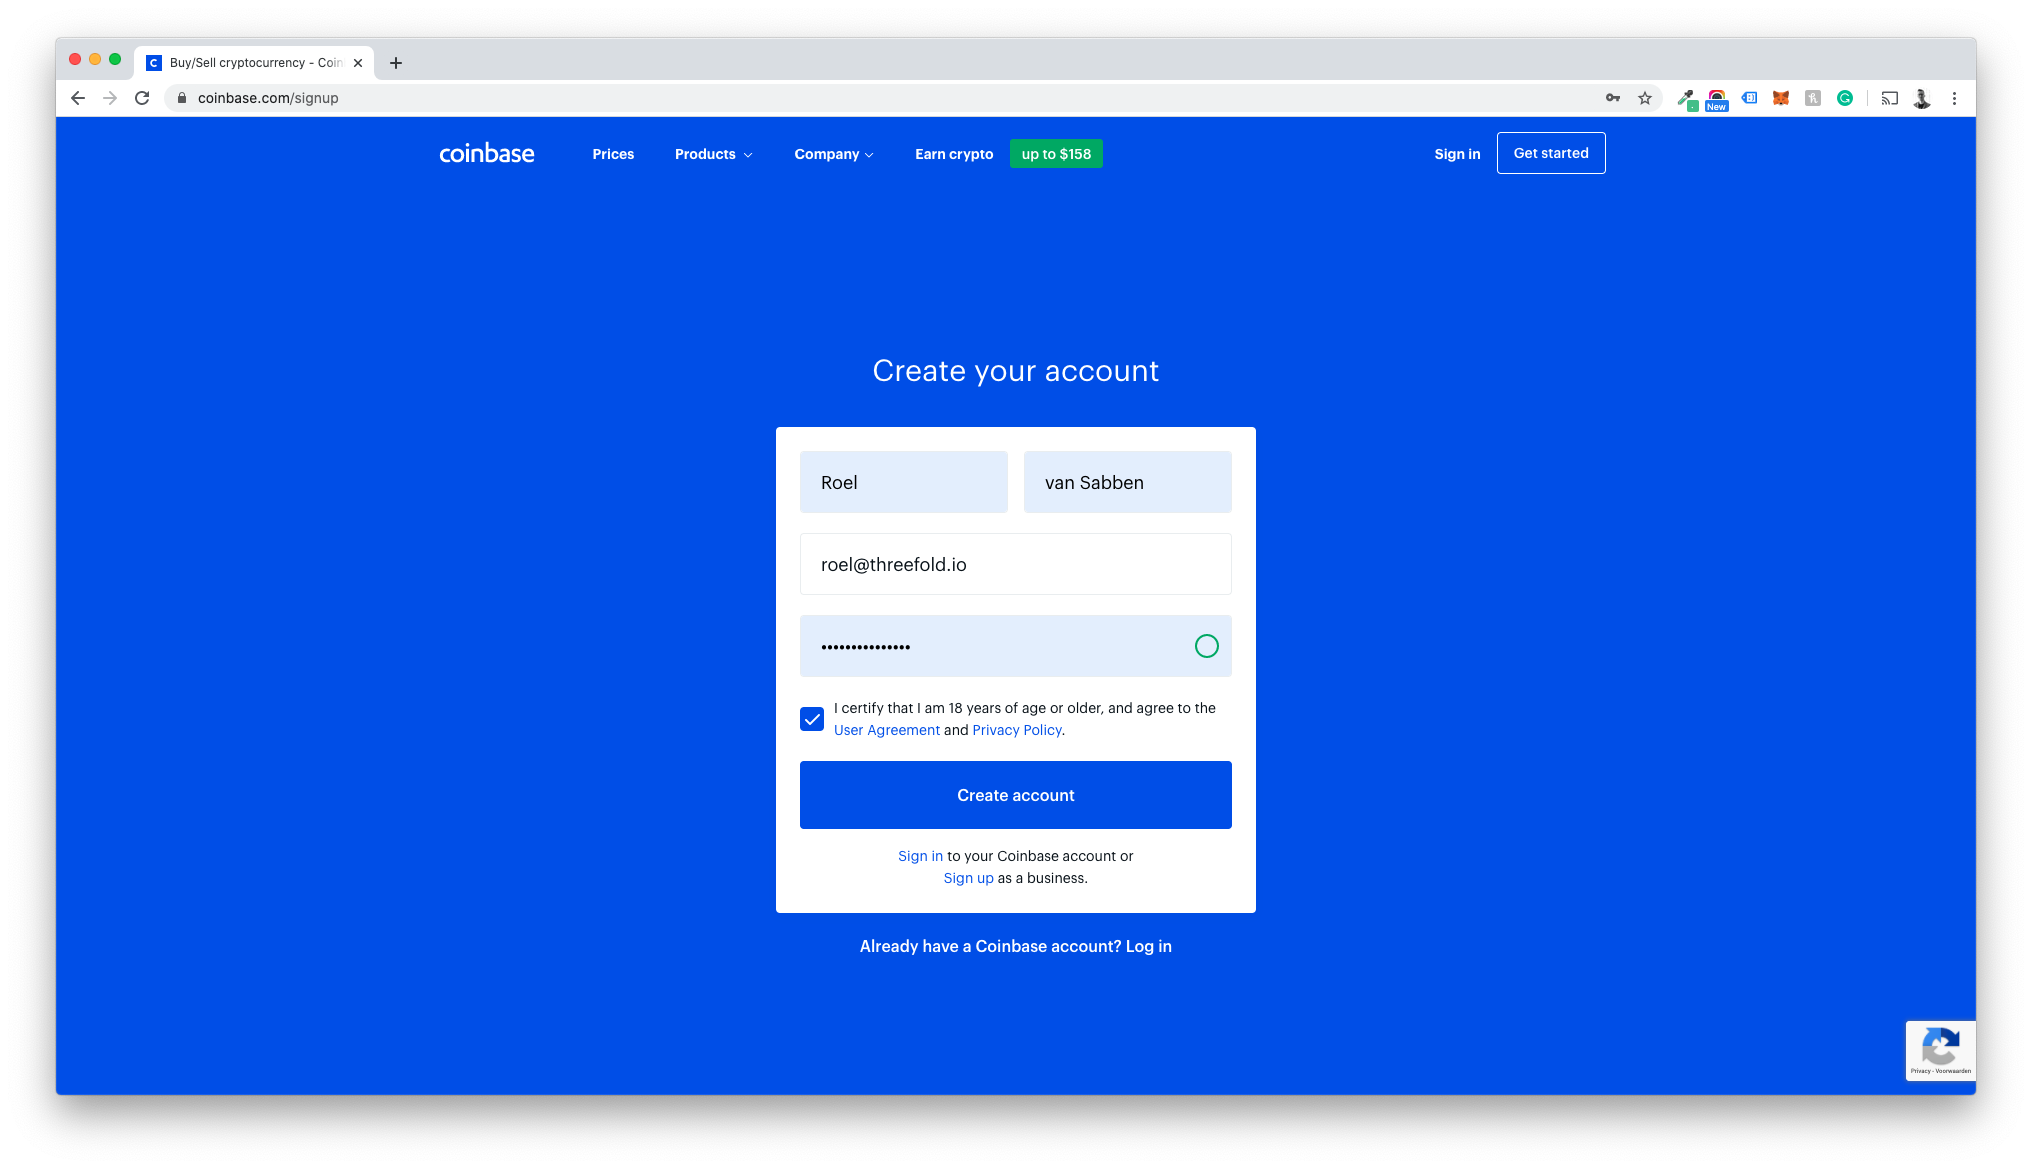 Buy/Sell cryptocurrency - Coin
coinbase.com/signup
New
coinbase
Prices
Products
Company
Earn crypto
up to $158
Sign in
Get started
Create your account
Roel
van Sabben
roel@threefold.io
•••••••••••••••
I certify that I am 18 years of age or older, and agree to the
User Agreement and Privacy Policy.
Create account
Sign in to your Coinbase account or
Sign up as a business.
Already have a Coinbase account? Log in
Privacy - Voorwaarden